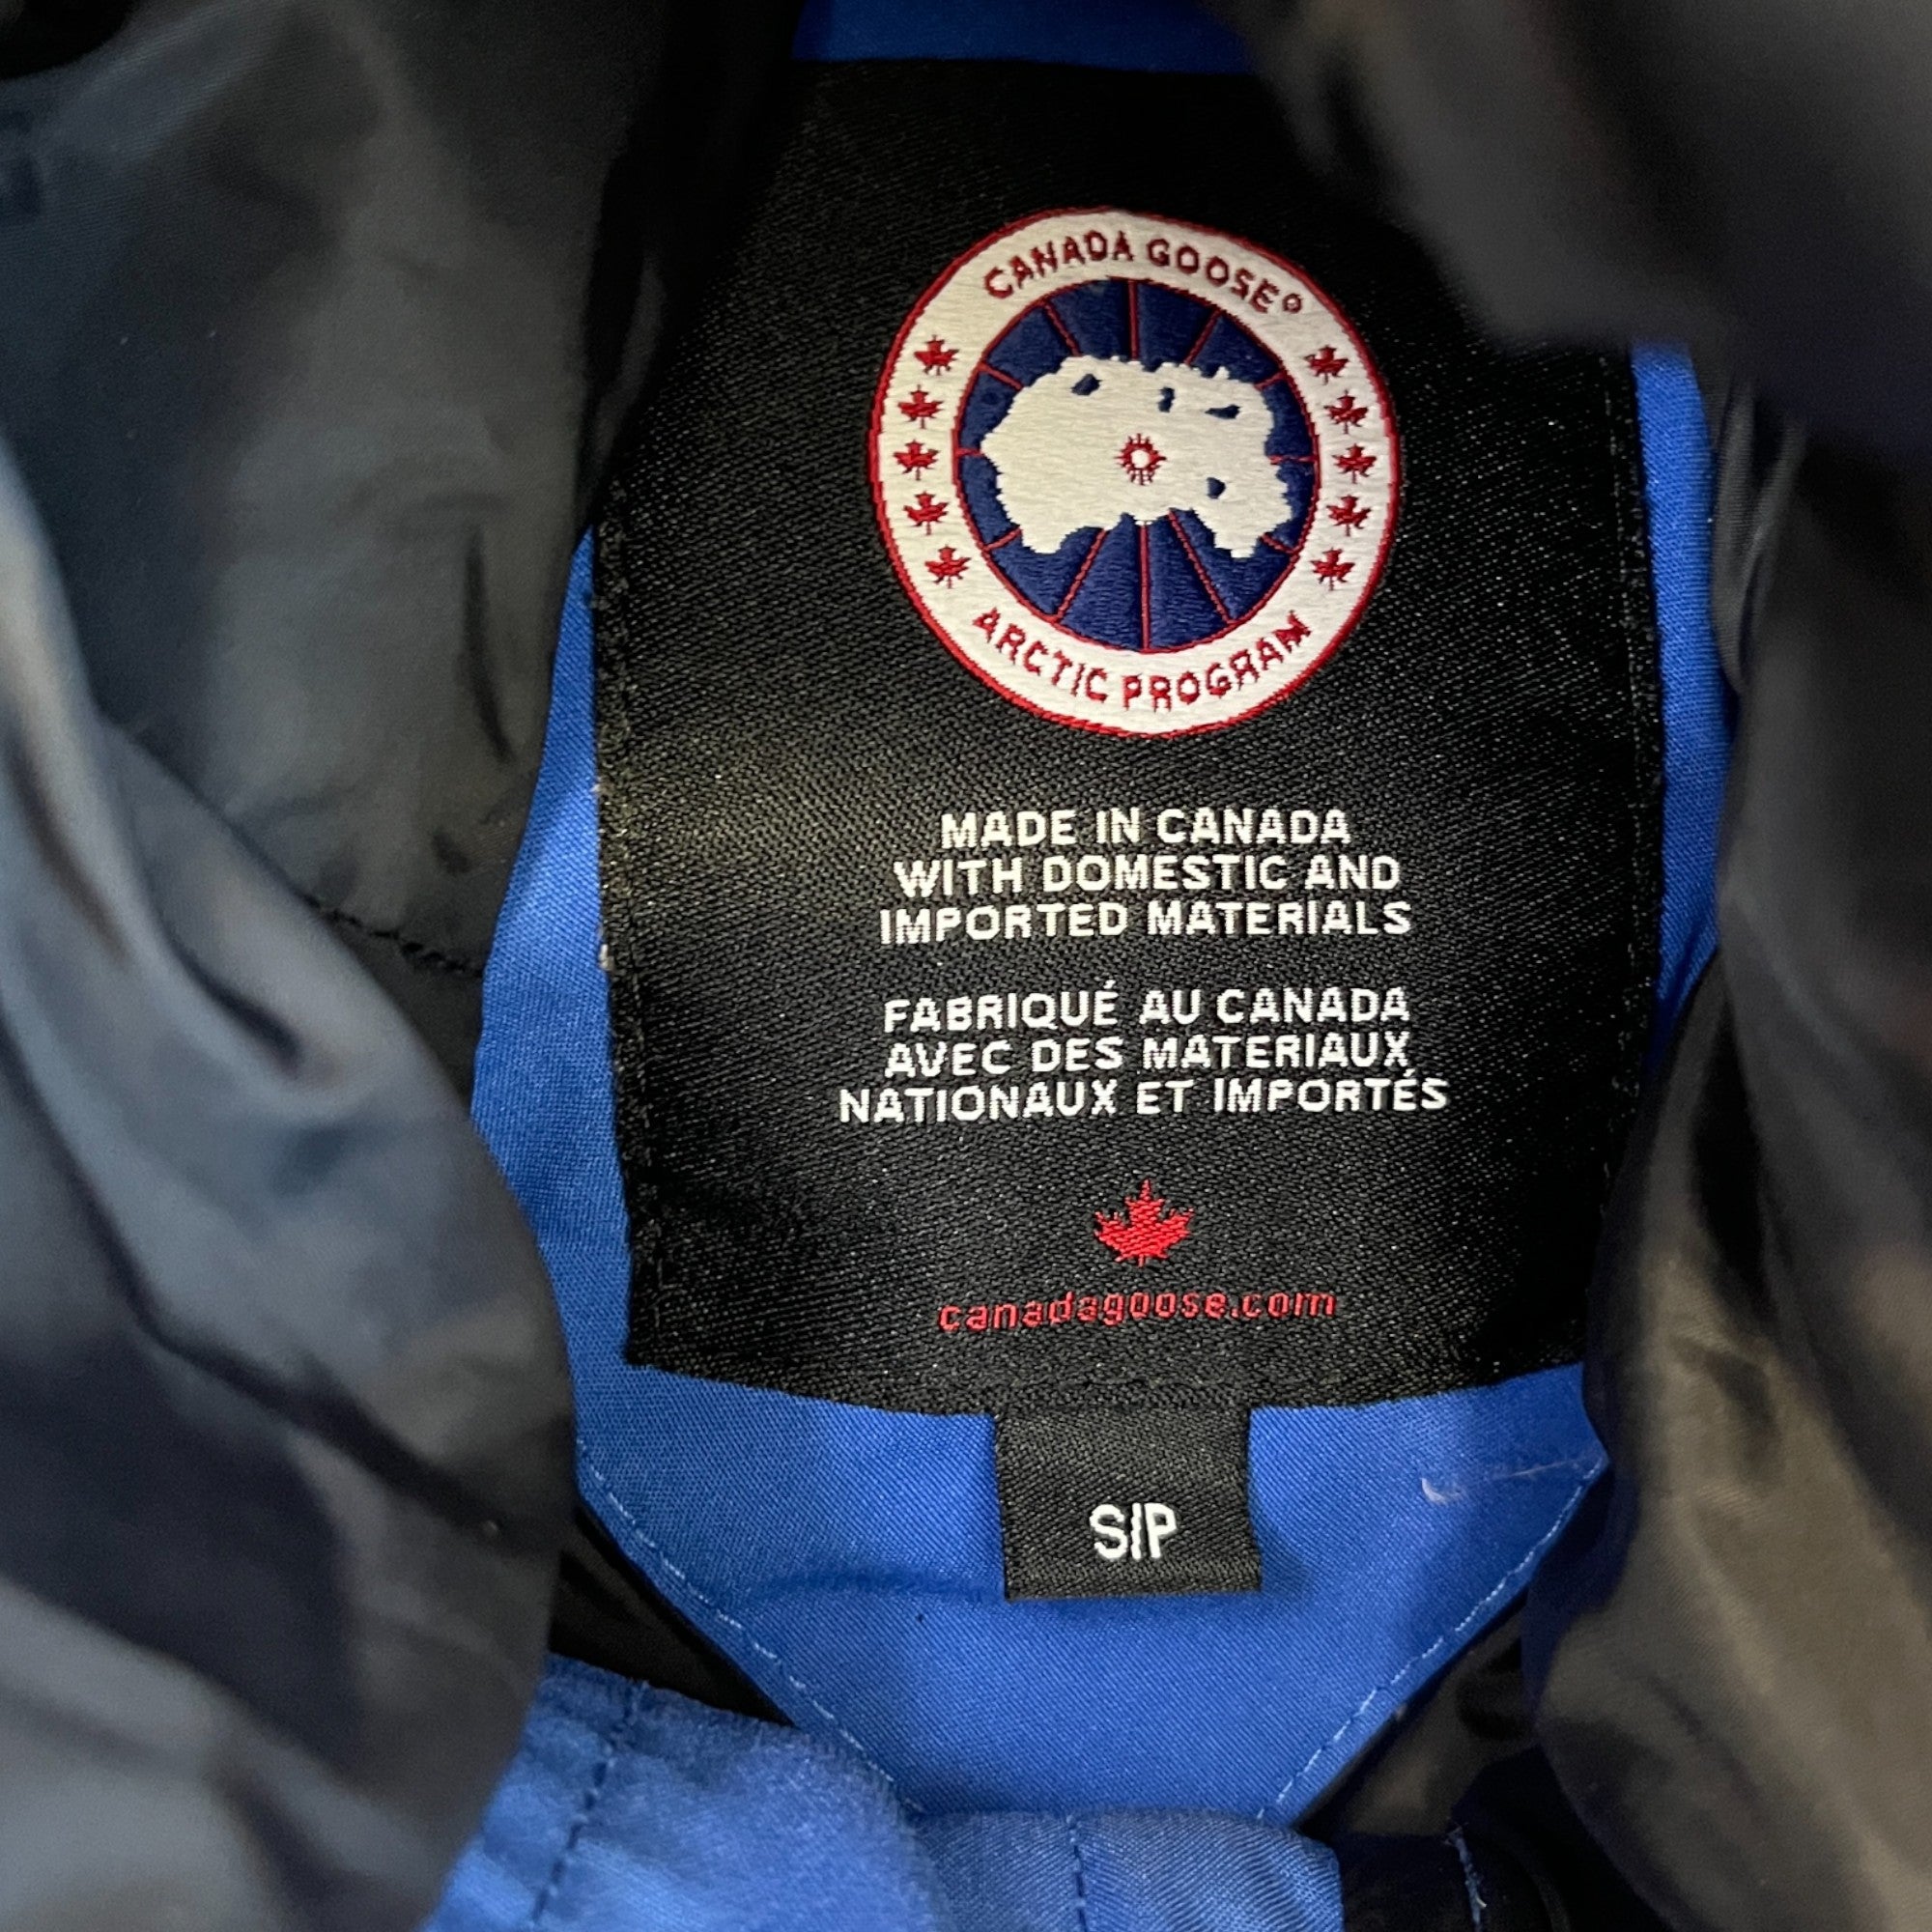 CANADA GOOSE®
ARCTIC PROGRAM
MADE IN CANADA
WITH DOMESTIC AND
IMPORTED MATERIALS
FABRIQUÉ AU CANADA
AVEC DES MATERIAUX
NATIONAUX ET IMPORTÉS
canadagoose.com
S/P